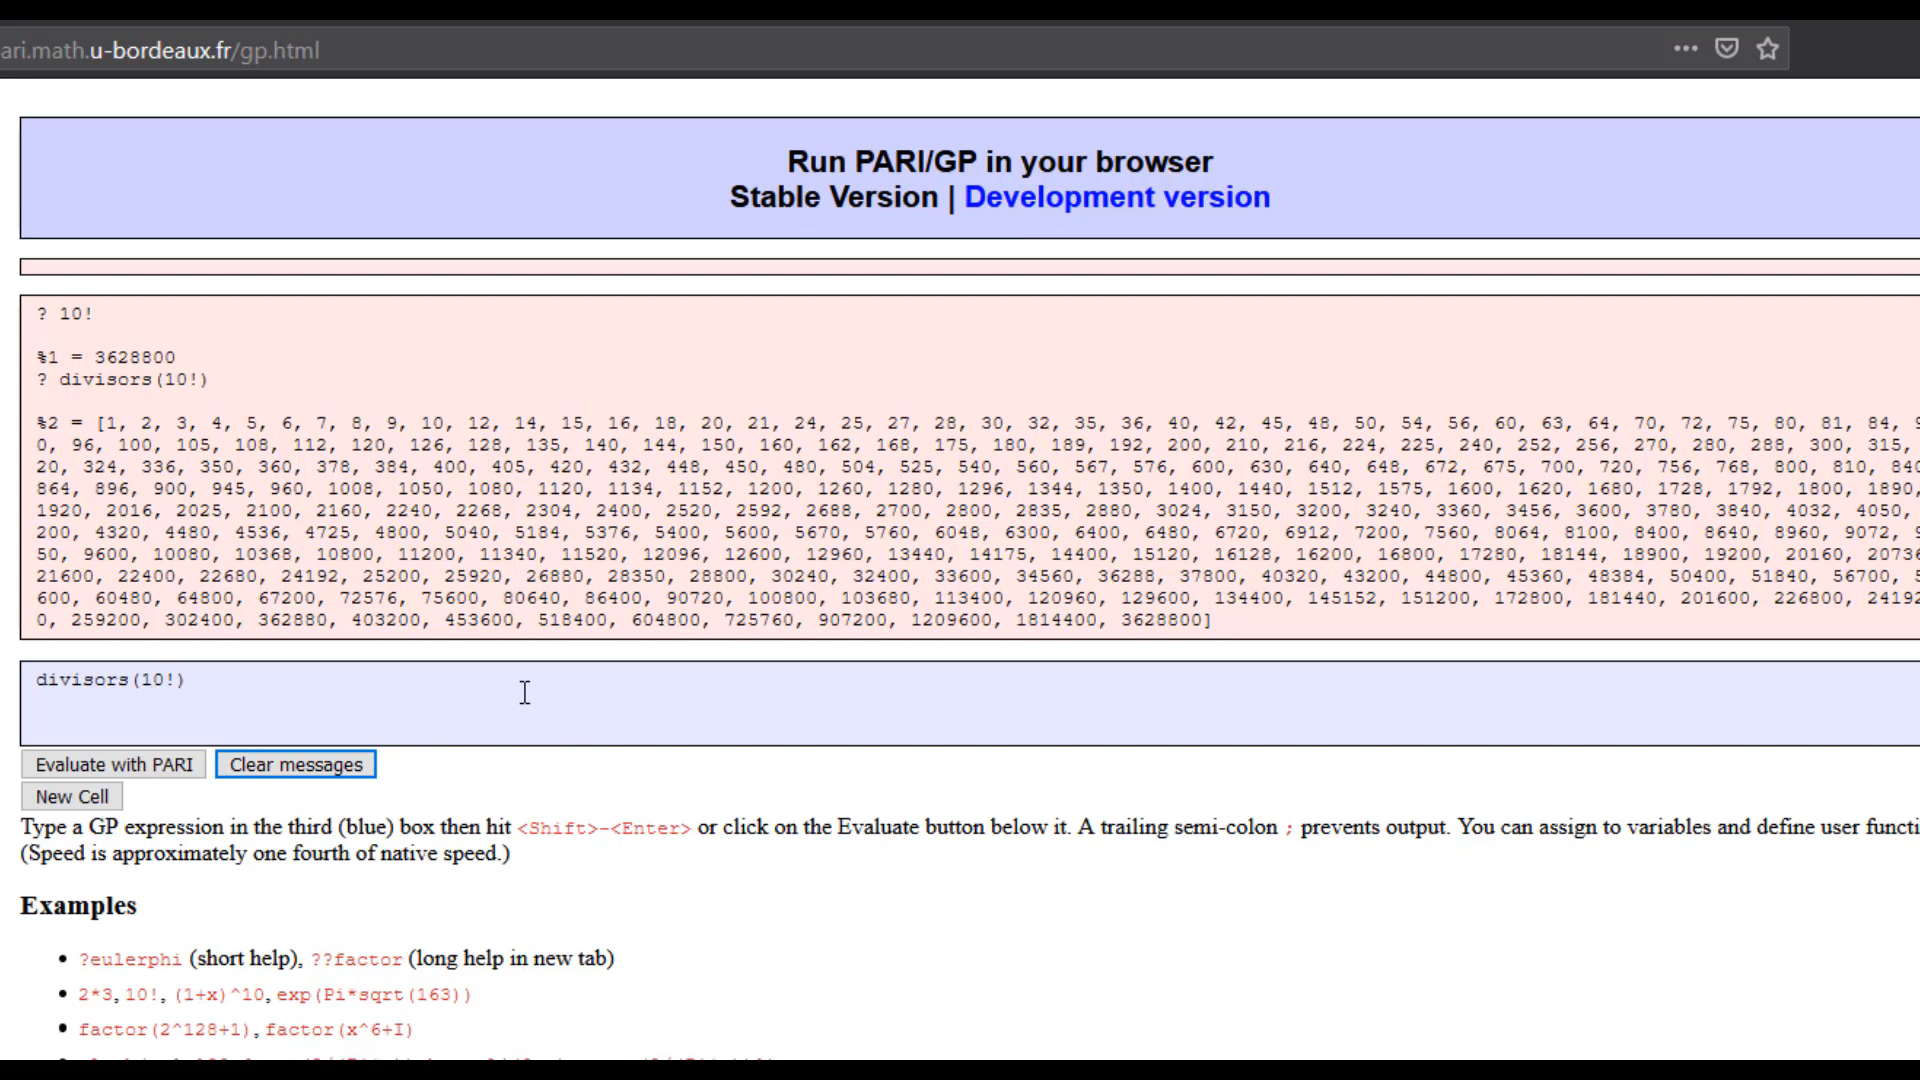 ari.math.u-bordeaux.fr/gp.html
Run PARI/GP in your browser
Stable Version | Development version
? 10!
%1 = 3628800
? divisors(10!)
%2 = [1, 2, 3, 4, 5, 6, 7, 8, 9, 10, 12, 14, 15, 16, 18, 20, 21, 24, 25, 27, 28, 30, 32, 35, 36, 40, 42, 45, 48, 50, 54, 56, 60, 63, 64, 70, 72, 75, 80, 81, 84,
0, 96, 100, 105, 108, 112, 120, 126, 128, 135, 140, 144, 150, 160, 162, 168, 175, 180, 189, 192, 200, 210, 216, 224, 225, 240, 252, 256, 270, 280, 288, 300, 315,
20, 324, 336, 350, 360, 378, 384, 400, 405, 420, 432, 448, 450, 480, 504, 525, 540, 560, 567, 576, 600, 630, 640, 648, 672, 675, 700, 720, 756, 768, 800, 810, 840
864, 896, 900, 945, 960, 1008, 1050, 1080, 1120, 1134, 1152, 1200, 1260, 1280, 1296, 1344, 1350, 1400, 1440, 1512, 1575, 1600, 1620, 1680, 1728, 1792, 1800, 1890,
1920, 2016, 2025, 2100, 2160, 2240, 2268, 2304, 2400, 2520, 2592, 2688, 2700, 2800, 2835, 2880, 3024, 3150, 3200, 3240, 3360, 3456, 3600, 3780, 3840, 4032, 4050,
200, 4320, 4480, 4536, 4725, 4800, 5040, 5184, 5376, 5400, 5600, 5670, 5760, 6048, 6300, 6400, 6480, 6720, 6912, 7200, 7560, 8064, 8100, 8400, 8640, 8960, 9072,
50, 9600, 10080, 10368, 10800, 11200, 11340, 11520, 12096, 12600, 12960, 13440, 14175, 14400, 15120, 16128, 16200, 16800, 17280, 18144, 18900, 19200, 20160, 20736
21600, 22400, 22680, 24192, 25200, 25920, 26880, 28350, 28800, 30240, 32400, 33600, 34560, 36288, 37800, 40320, 43200, 44800, 45360, 48384, 50400, 51840, 56700,
600, 60480, 64800, 67200, 72576, 75600, 80640, 86400, 90720, 100800, 103680, 113400, 120960, 129600, 134400, 145152, 151200, 172800, 181440, 201600, 226800, 24192
0, 259200, 302400, 362880, 403200, 453600, 518400, 604800, 725760, 907200, 1209600, 1814400, 3628800]
divisors(10!)
Evaluate with PARI Clear messages
New Cell
Type a GP expression in the third (blue) box then hit <Shift>-<Enter> or click on the Evaluate button below it. A trailing semi-colon ; prevents output. You can assign to variables and define user functi
(Speed is approximately one fourth of native speed.)
Examples
• ?eulerphi (short help), ??factor (long help in new tab)
• 2*3, 10!, (1+x)^10, exp(Pi*sqrt(163))
• factor(2^128+1), factor(x^6+I)